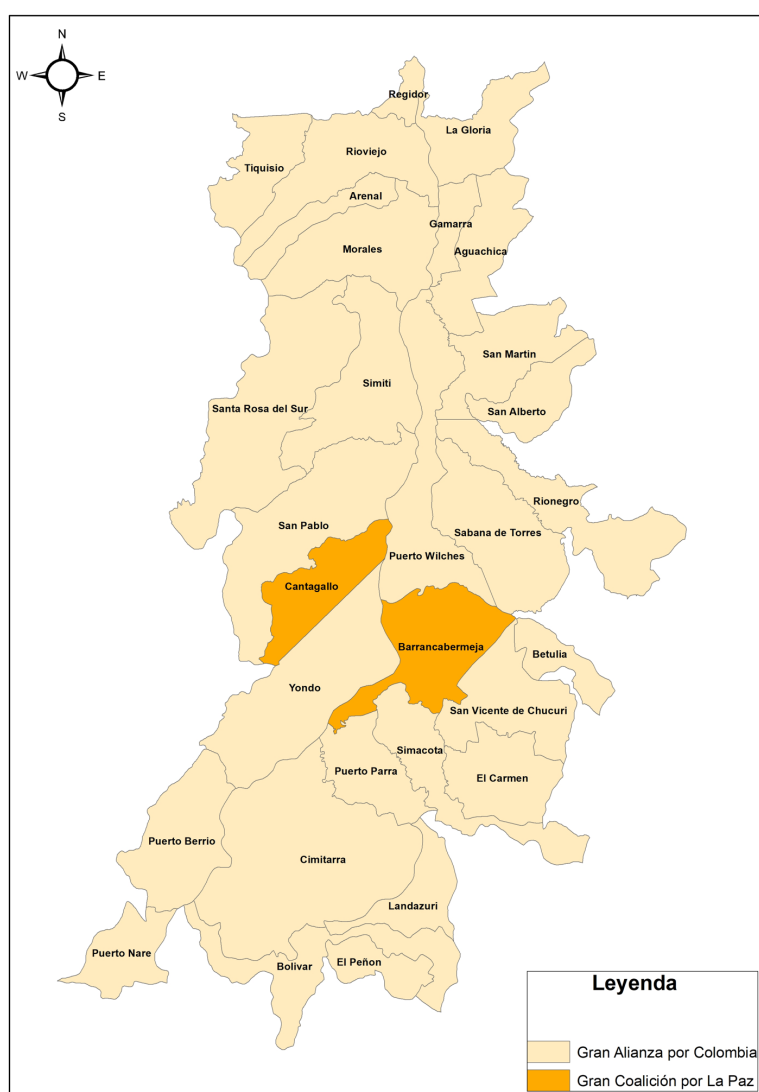 N
W E
S
Regidor
La Gloria
Rioviejo
Tiquisio
Arenal
Gamarra
Morales
Aguachica
San Martin
Simiti
Santa Rosa del Sur
San Alberto
Rionegro
San Pablo
Sabana de Torres
Puerto Wilches
Cantagallo
Barrancabermeja
Betulia
Yondo
San Vicente de Chucuri
Simacota
Puerto Parra
El Carmen
Puerto Berrio
Cimitarra
Landazuri
Puerto Nare
El Peñon
Bolivar
Leyenda
Gran Alianza por Colombia
Gran Coalición por La Paz